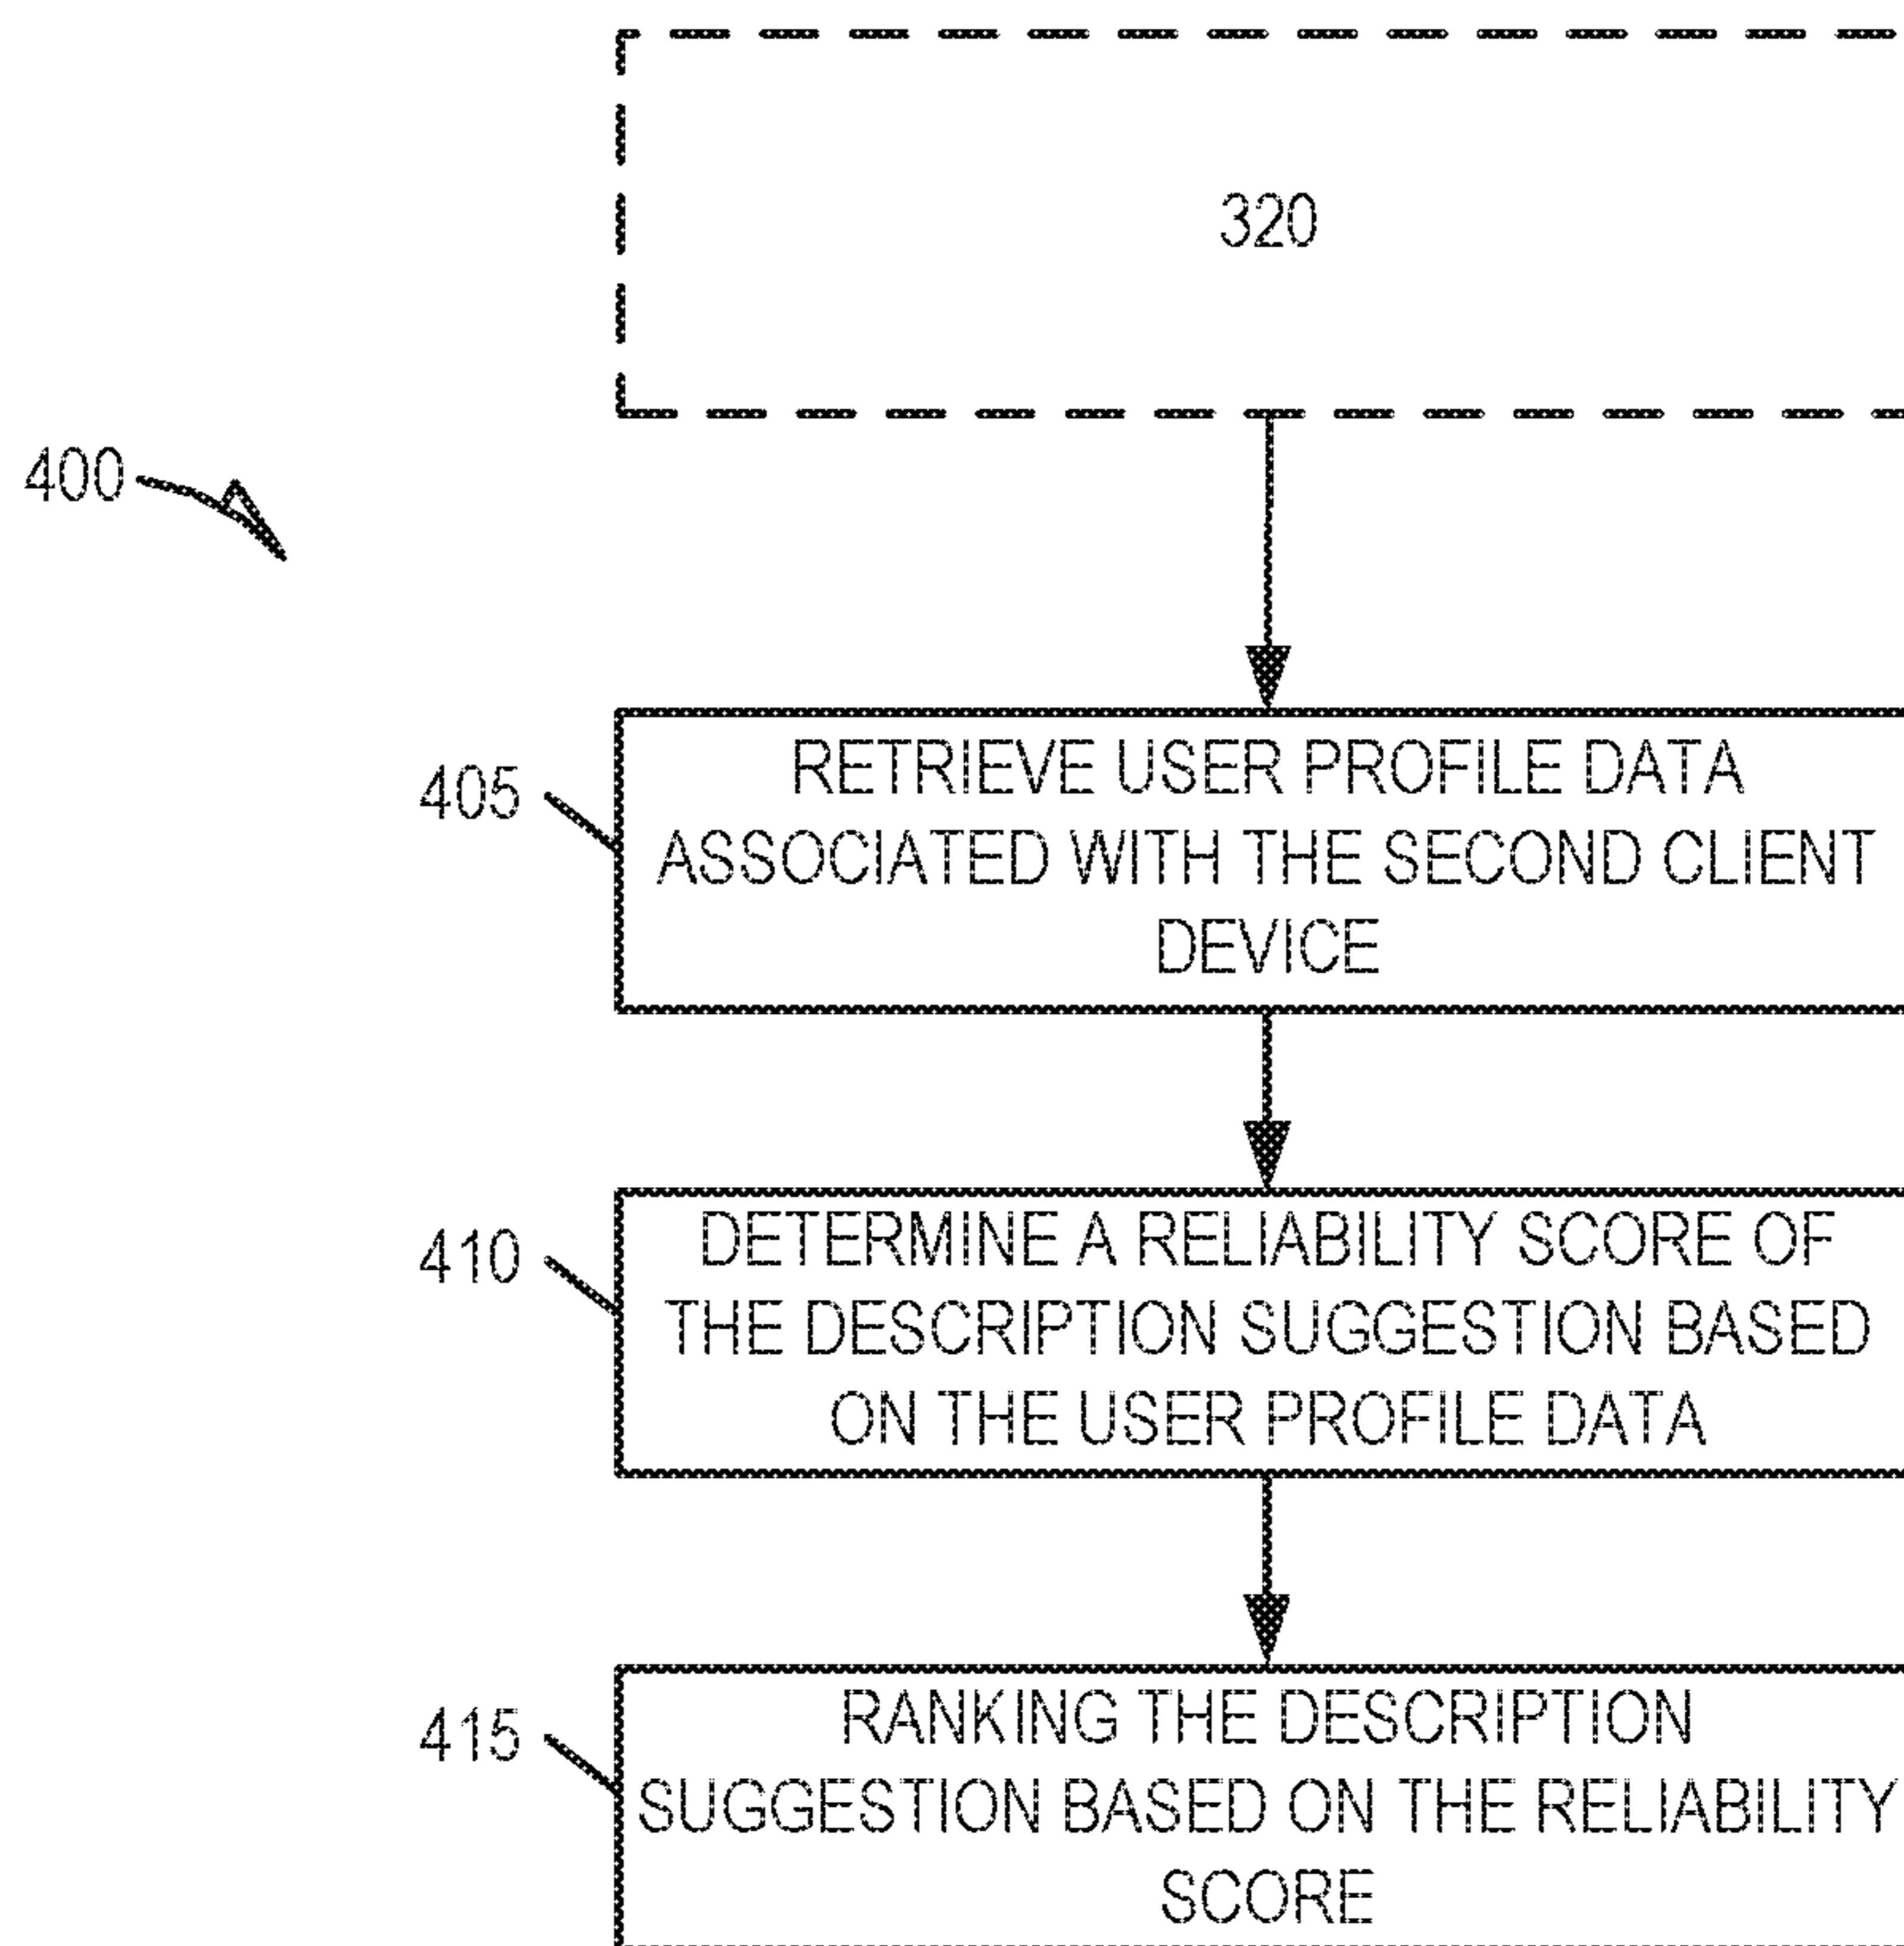 320
400
405
RETRIEVE USER PROFILE DATA
ASSOCIATED WITH THE SECOND CLIENT
DEVICE
410
DETERMINE A RELIABILITY SCORE OF
THE DESCRIPTION SUGGESTION BASED
ON THE USER PROFILE DATA
415
RANKING THE DESCRIPTION
SUGGESTION BASED ON THE RELIABILITY
SCORE